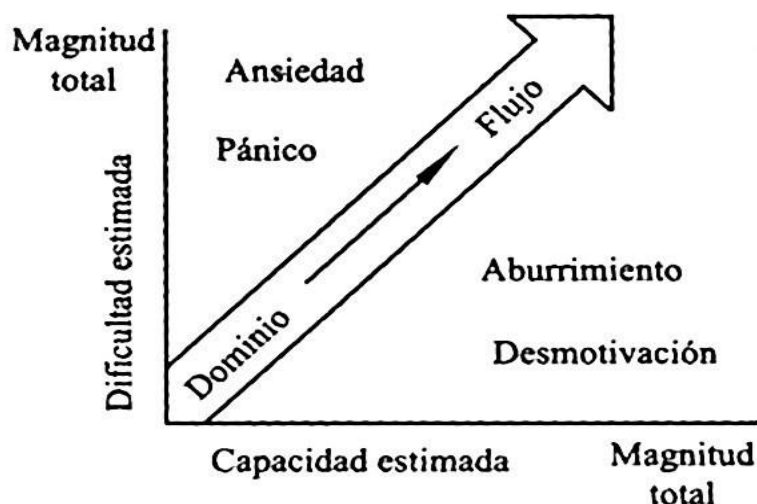 Magnitud
total
Ansiedad
Pánico
Flujo
Dificultad estimada
Dominio
Aburrimiento
Desmotivación
Capacidad estimada
Magnitud
total